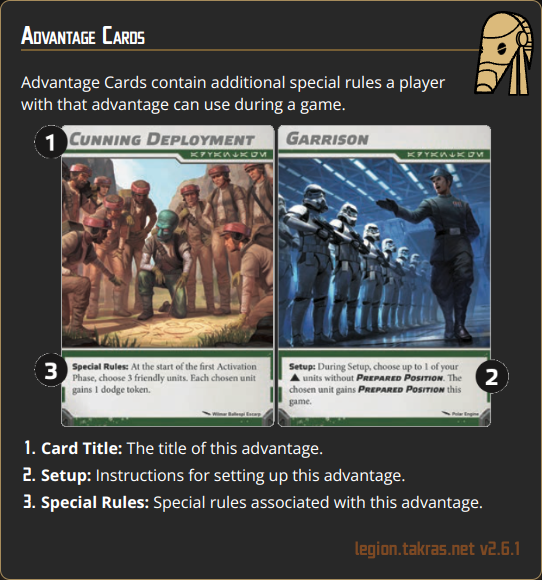 Advantage Cards
Advantage Cards contain additional special rules a player
with that advantage can use during a game.
1
Cunning Deployment
Garrison
3
Special Rules: At the start of the first Activation
Phase, choose 3 friendly units. Each chosen unit
gains 1 dodge token.
Wilmar Ballespí Escarp
Setup: During Setup, choose up to 1 of your
▲ units without Prepared Position. The
chosen unit gains Prepared Position this
game.
Polar Engine
2
1. Card Title: The title of this advantage.
2. Setup: Instructions for setting up this advantage.
3. Special Rules: Special rules associated with this advantage.
legion.takras.net v2.6.1